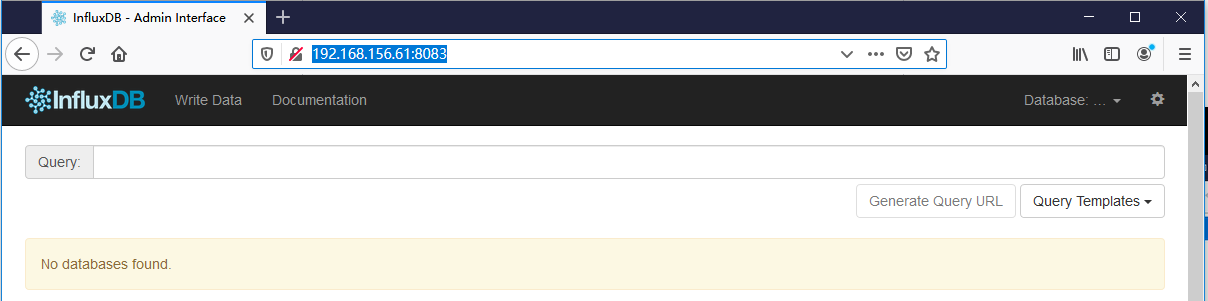 InfluxDB - Admin Interface
192.168.156.61:8083
InfluxDB Write Data Documentation Database: ...
Query:
Generate Query URL Query Templates
No databases found.